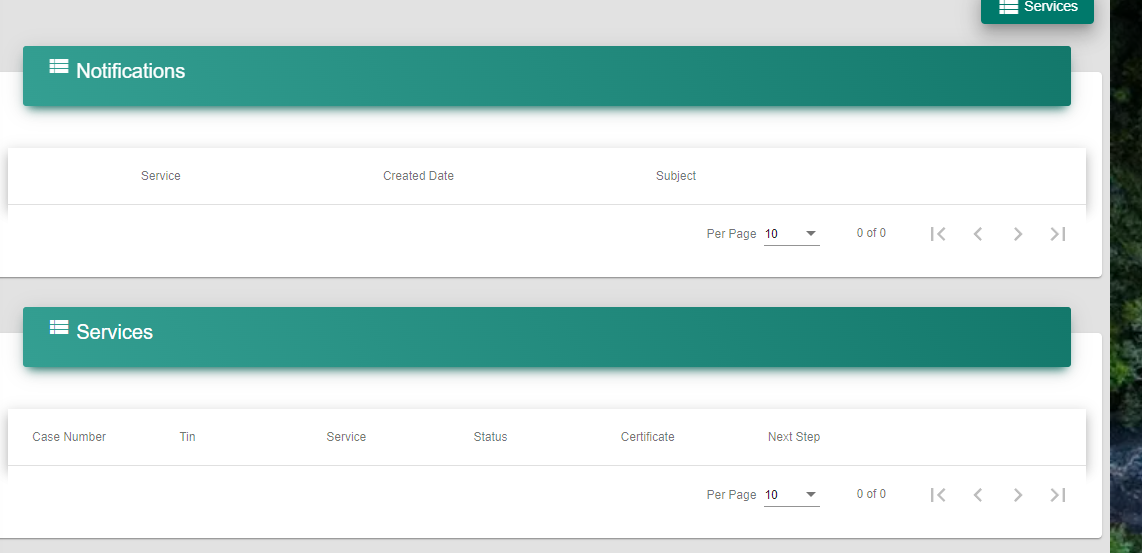 Services
Notifications
Service Created Date Subject
Per Page 10 0 of 0
Services
Case Number Tin Service Status Certificate Next Step
Per Page 10 0 of 0